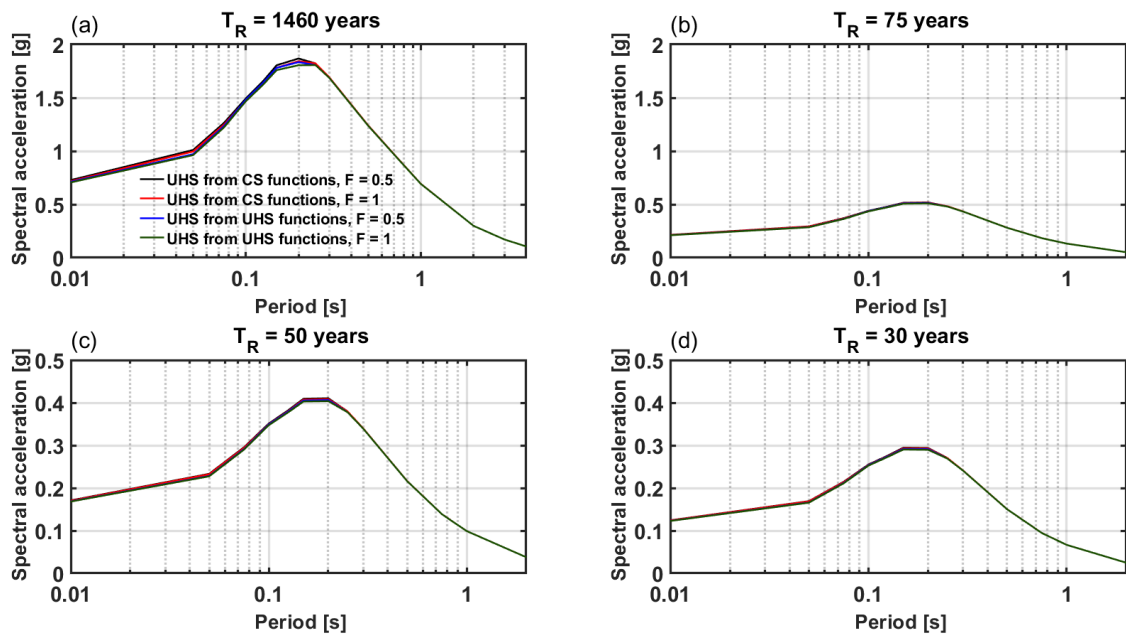 (a)
T_R = 1460 years
Spectral acceleration [g]
2
1.5
1
0.5
0
UHS from CS functions, F = 0.5
UHS from CS functions, F = 1
UHS from UHS functions, F = 0.5
UHS from UHS functions, F = 1
0.01
0.1
1
Period [s]
(b)
T_R = 75 years
Spectral acceleration [g]
2
1.5
1
0.5
0
0.01
0.1
1
Period [s]
(c)
T_R = 50 years
Spectral acceleration [g]
0.5
0.4
0.3
0.2
0.1
0
0.01
0.1
1
Period [s]
(d)
T_R = 30 years
Spectral acceleration [g]
0.5
0.4
0.3
0.2
0.1
0
0.01
0.1
1
Period [s]